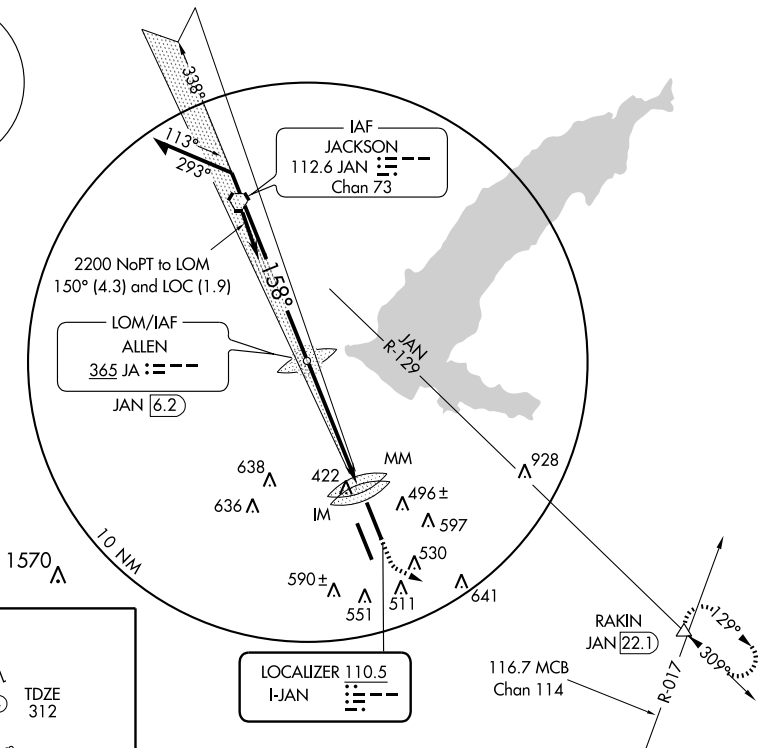 338°
113°
293°
IAF
JACKSON
112.6 JAN
Chan 73
2200 NoPT to LOM
150° (4.3) and LOC (1.9)
158°
LOM/IAF
ALLEN
365 JA
JAN 6.2
JAN
R-129
928
638
422
MM
636
IM
496±
597
10 NM
530
1570
590±
551
511
641
RAKIN
JAN 22.1
129°
309°
LOCALIZER 110.5
I-JAN
116.7 MCB
Chan 114
R-017
TDZE
312